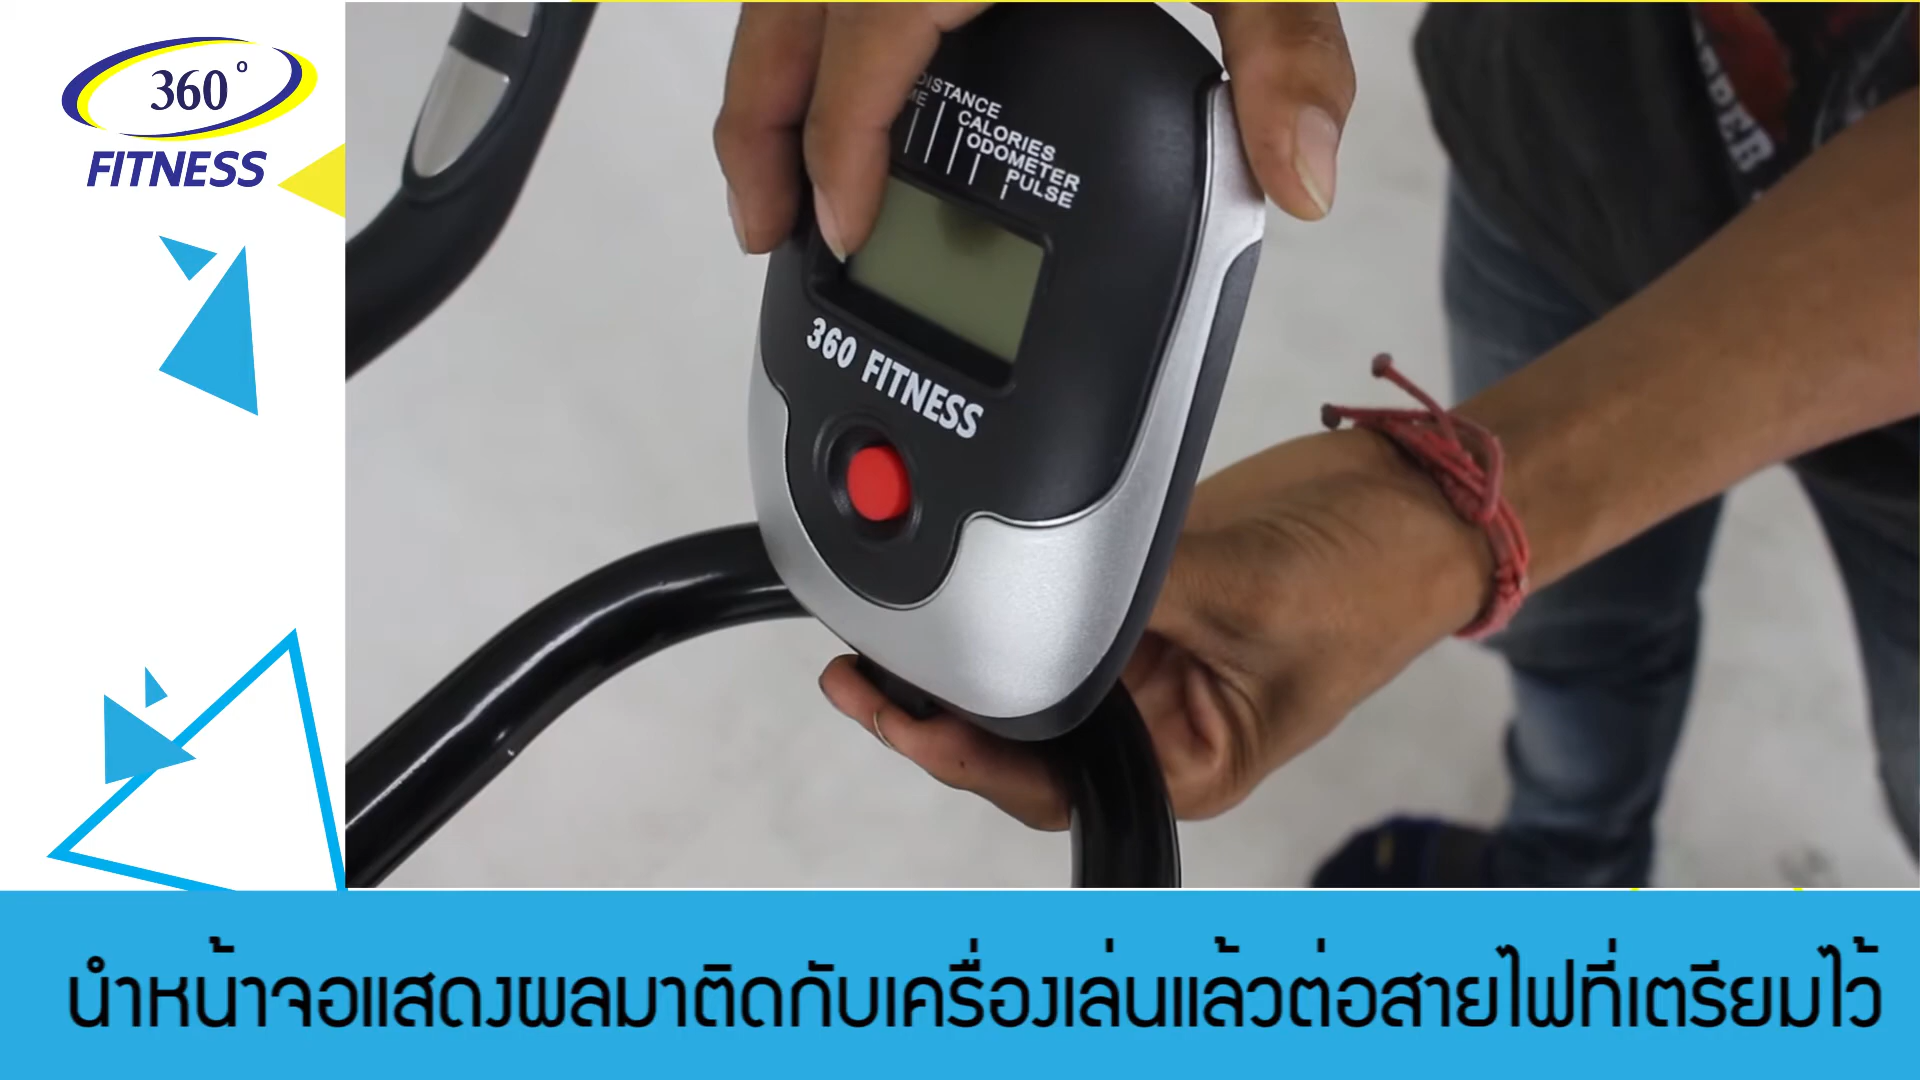 360°
FITNESS
DISTANCE
CALORIES
ODOMETER
PULSE
360 FITNESS
นำหน้าจอแสดงผลมาติดกับเครื่องเล่นแล้วต่อสายไฟที่เตรียมไว้